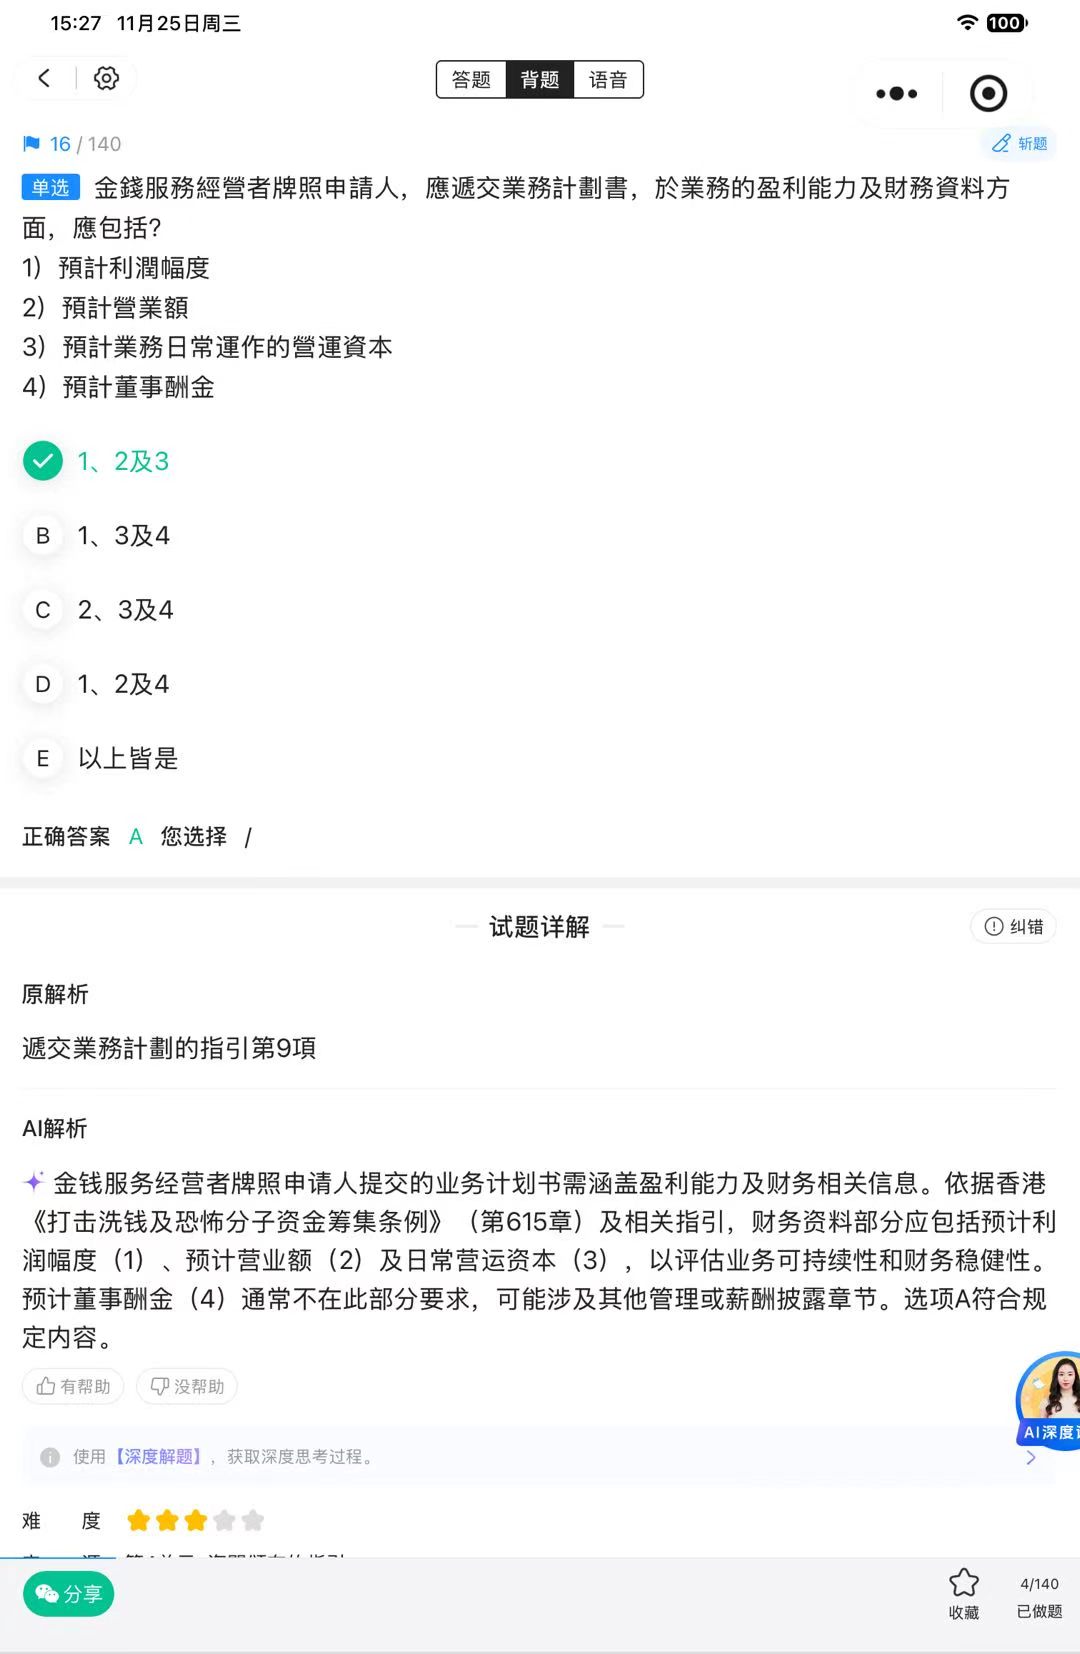 15:27 11月25日周三
100
答题 背题 语音
16 / 140
斩题
单选 金錢服務經營者牌照申請人，應遞交業務計劃書，於業務的盈利能力及財務資料方
面，應包括?
1）預計利潤幅度
2）預計營業額
3）預計業務日常運作的營運資本
4）預計董事酬金
1、2及3
B 1、3及4
C 2、3及4
D 1、2及4
E 以上皆是
正确答案 A 您选择 /
试题详解
纠错
原解析
遞交業務計劃的指引第9項
AI解析
金钱服务经营者牌照申请人提交的业务计划书需涵盖盈利能力及财务相关信息。依据香港
《打击洗钱及恐怖分子资金筹集条例》（第615章）及相关指引，财务资料部分应包括预计利
润幅度（1）、预计营业额（2）及日常营运资本（3），以评估业务可持续性和财务稳健性。
预计董事酬金（4）通常不在此部分要求，可能涉及其他管理或薪酬披露章节。选项A符合规
定内容。
有帮助 没帮助
AI深度
使用【深度解题】，获取深度思考过程。
难 度
分享
收藏
4/140
已做题